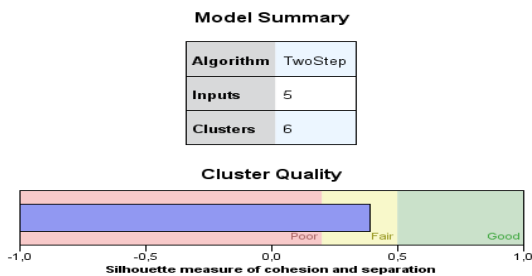 Model Summary
Algorithm TwoStep
Inputs 5
Clusters 6
Cluster Quality
Poor Fair Good
-1,0 -0,5 0,0 0,5 1,0
Silhouette measure of cohesion and separation